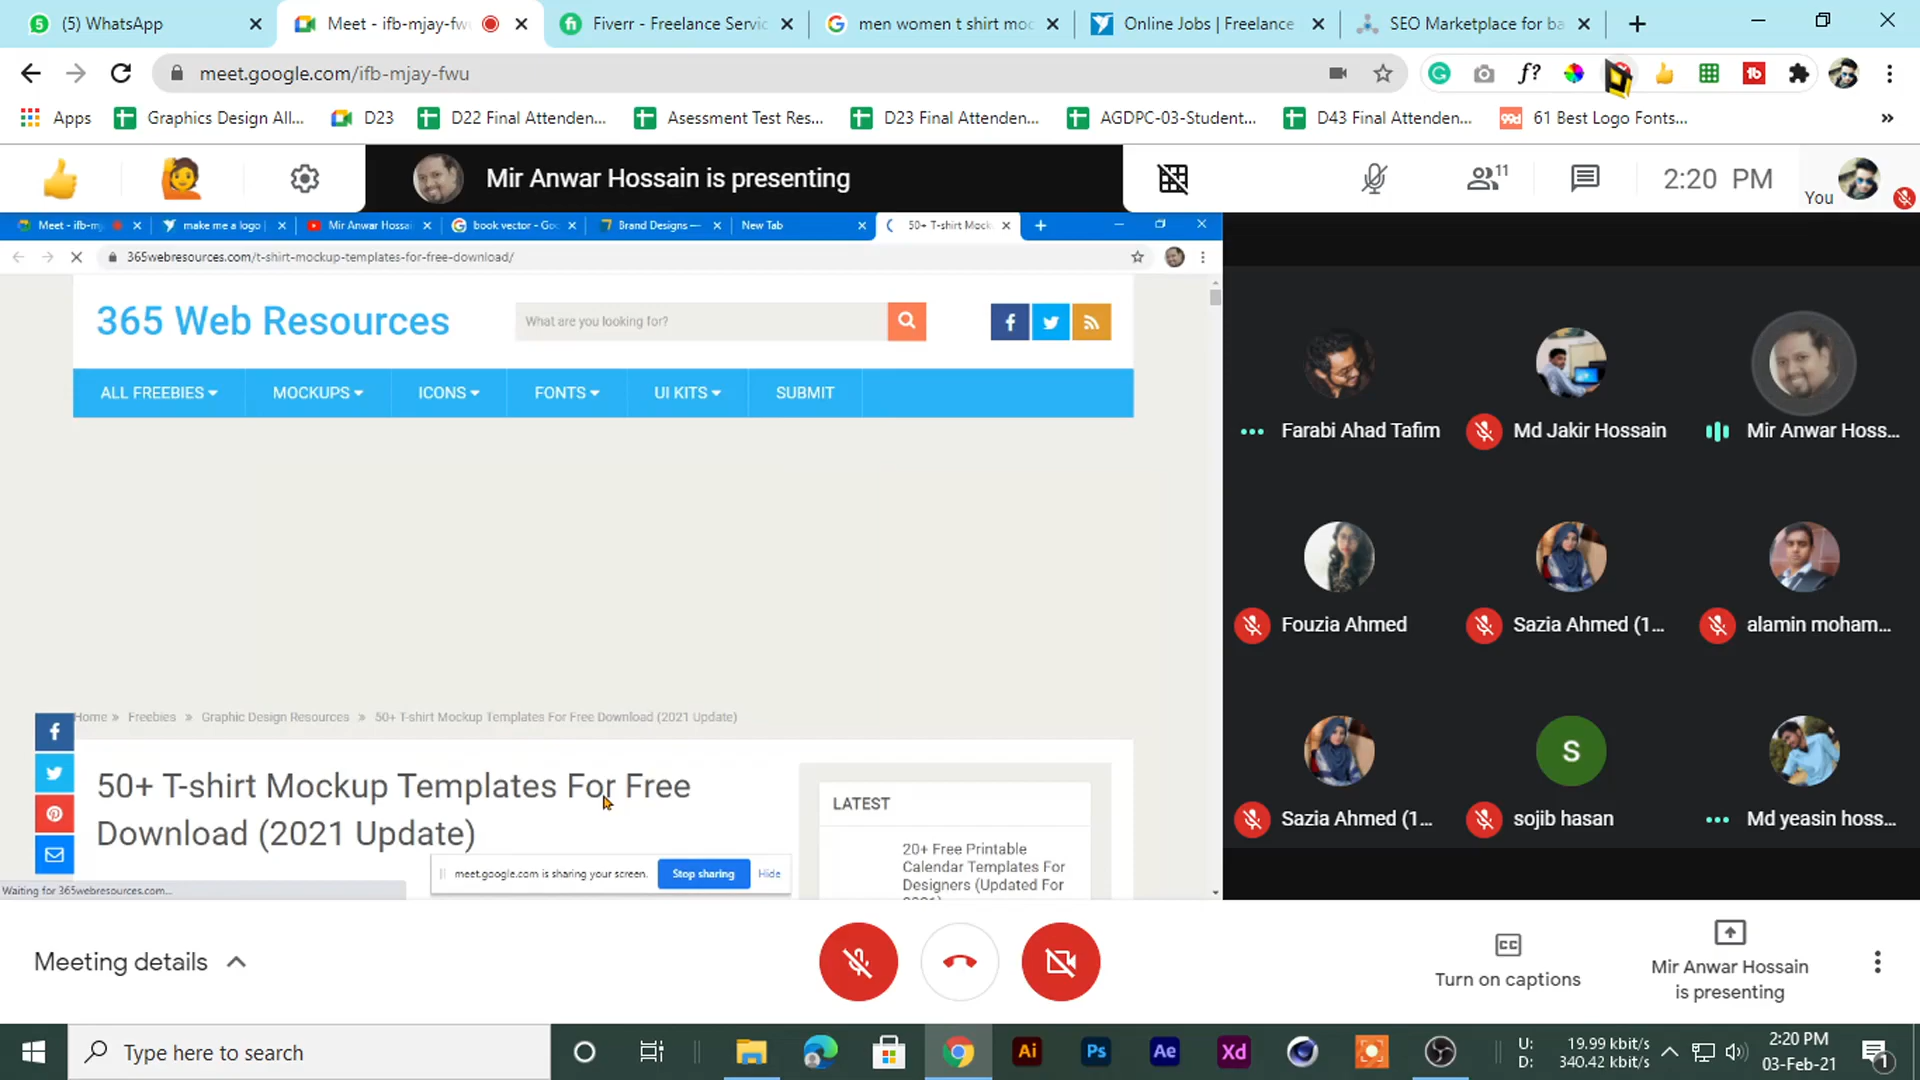 (5) WhatsApp
Meet - ifb-mjay-fwu
Fiverr - Freelance Servic
men women t shirt moc
Online Jobs | Freelance
SEO Marketplace for ba
meet.google.com/ifb-mjay-fwu
f?
Apps
Graphics Design All...
D23
D22 Final Attenden...
Asessment Test Res...
D23 Final Attenden...
AGDPC-03-Student...
D43 Final Attenden...
99d
61 Best Logo Fonts...
Mir Anwar Hossain is presenting
11
2:20 PM
You
Meet - ifb-m
make me a logo |
Mir Anwar Hossai
book vector - Goo
Brand Designs —
New Tab
50+ T-shirt Mock
365webresources.com/t-shirt-mockup-templates-for-free-download/
365 Web Resources
What are you looking for?
ALL FREEBIES
MOCKUPS
ICONS
FONTS
UI KITS
SUBMIT
Home » Freebies » Graphic Design Resources » 50+ T-shirt Mockup Templates For Free Download (2021 Update)
50+ T-shirt Mockup Templates For Free
Download (2021 Update)
LATEST
20+ Free Printable
Calendar Templates For
Designers (Updated For
2021)
meet.google.com is sharing your screen.
Stop sharing
Hide
Waiting for 365webresources.com...
Farabi Ahad Tafim
Md Jakir Hossain
Mir Anwar Hoss...
Fouzia Ahmed
Sazia Ahmed (1...
alamin moham...
S
Sazia Ahmed (1...
sojib hasan
Md yeasin hoss...
Meeting details
CC
Turn on captions
Mir Anwar Hossain
is presenting
Type here to search
Ai
Ps
Ae
Xd
U: 19.99 kbit/s
D: 340.42 kbit/s
2:20 PM
03-Feb-21
1